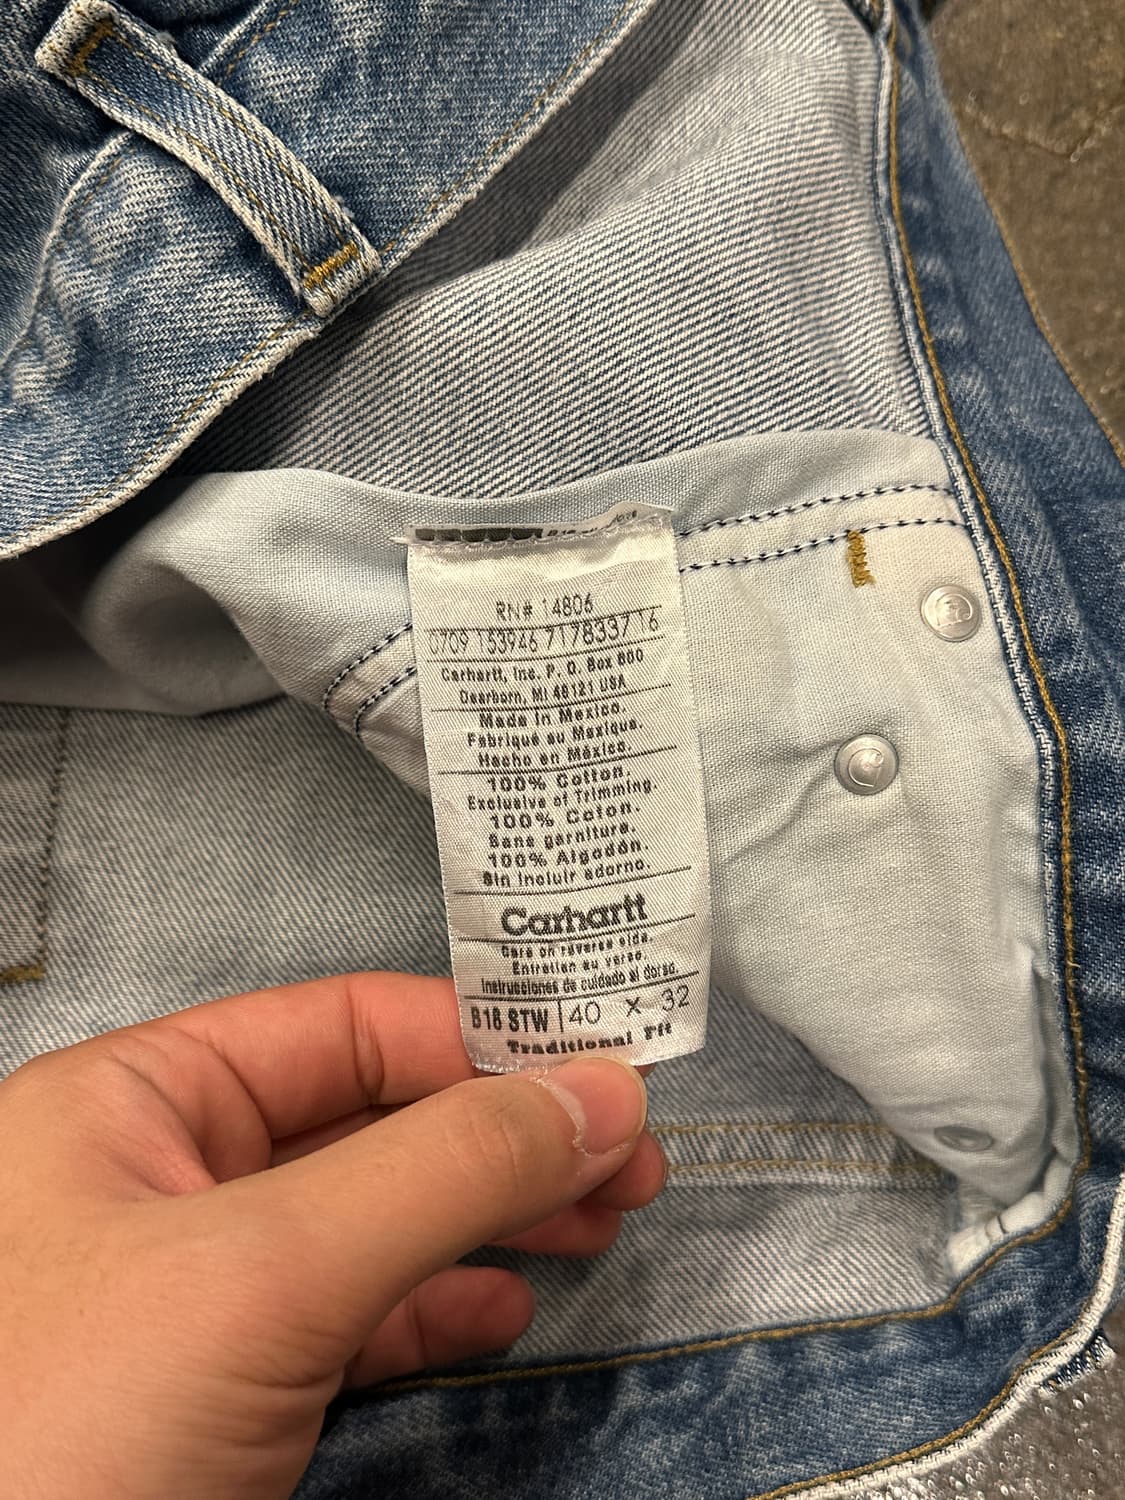 RN# 14806
0709 153946 717833716
Carhartt, Inc. P. O. Box 600
Dearborn, MI 48121 USA
Made in Mexico.
Fabriqué au Mexique.
Hecho en México.
100% Cotton.
Exclusive of Trimming.
100% Coton.
Sans garniture.
100% Algodón.
Sin incluir adorno.
Carhartt
Care on reverse side.
Entretien au verso.
Instrucciones de cuidado al dorso.
B18 STW 40 X 32
Traditional Fit